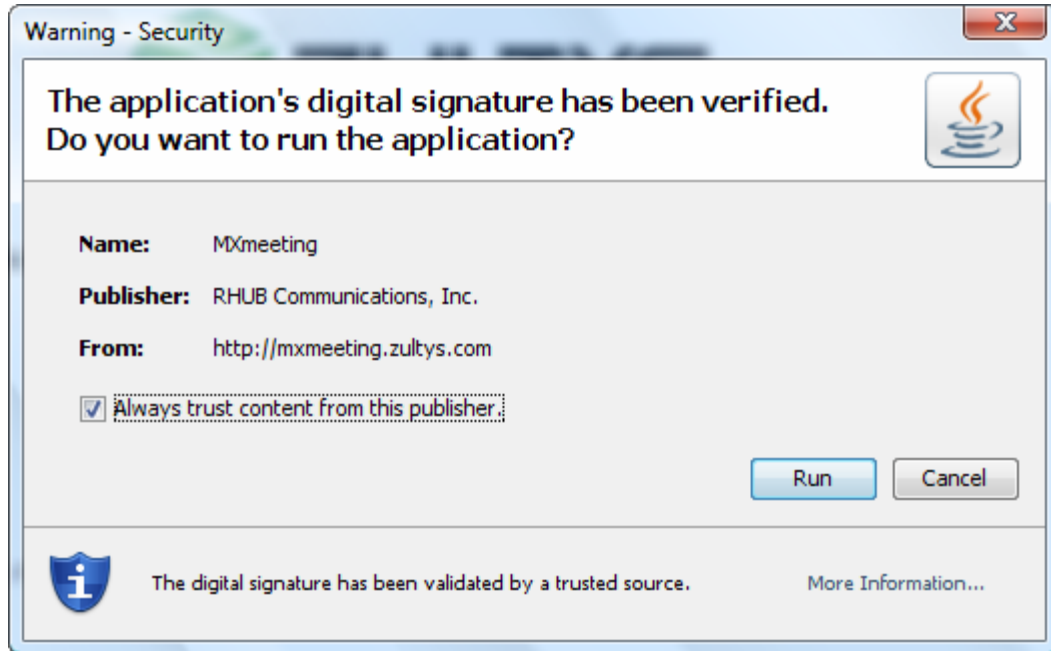 Warning - Security
The application's digital signature has been verified.
Do you want to run the application?
Name: MXmeeting
Publisher: RHUB Communications, Inc.
From: http://mxmeeting.zultys.com
Always trust content from this publisher.
Run Cancel
The digital signature has been validated by a trusted source. More Information...